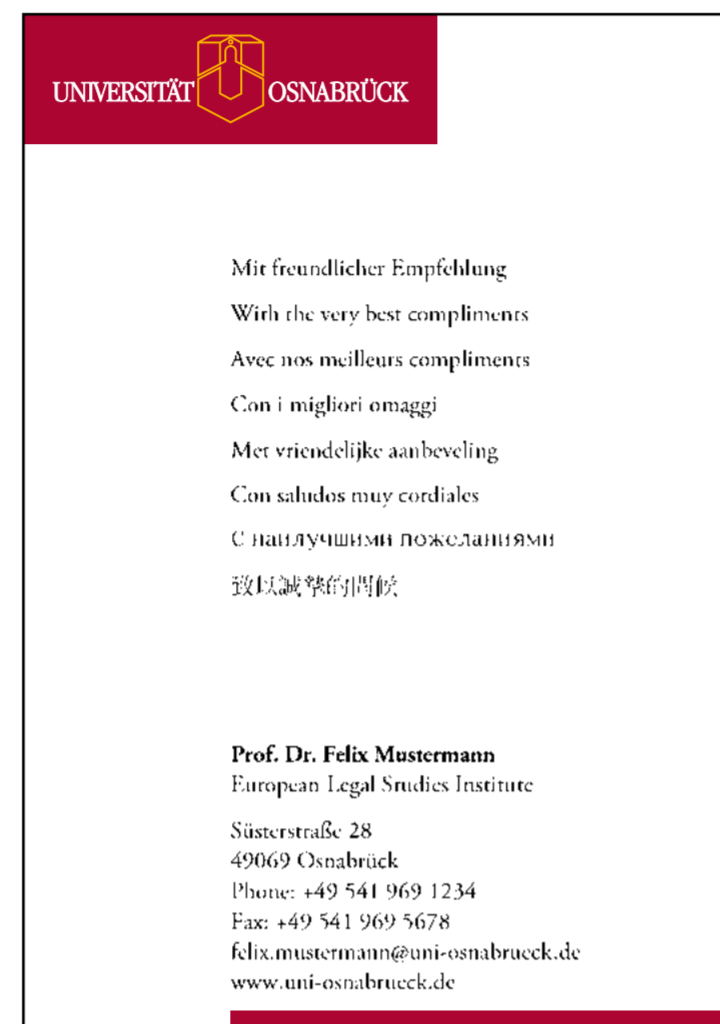 UNIVERSITÄT OSNABRÜCK
Mit freundlicher Empfehlung
With the very best compliments
Avec nos meilleurs compliments
Con i migliori omaggi
Met vriendelijke aanbeveling
Con saludos muy cordiales
С наилучшими пожеланиями
致以誠摯的問候
Prof. Dr. Felix Mustermann
European Legal Studies Institute
Süsterstraße 28
49069 Osnabrück
Phone: +49 541 969 1234
Fax: +49 541 969 5678
felix.mustermann@uni-osnabrueck.de
www.uni-osnabrueck.de